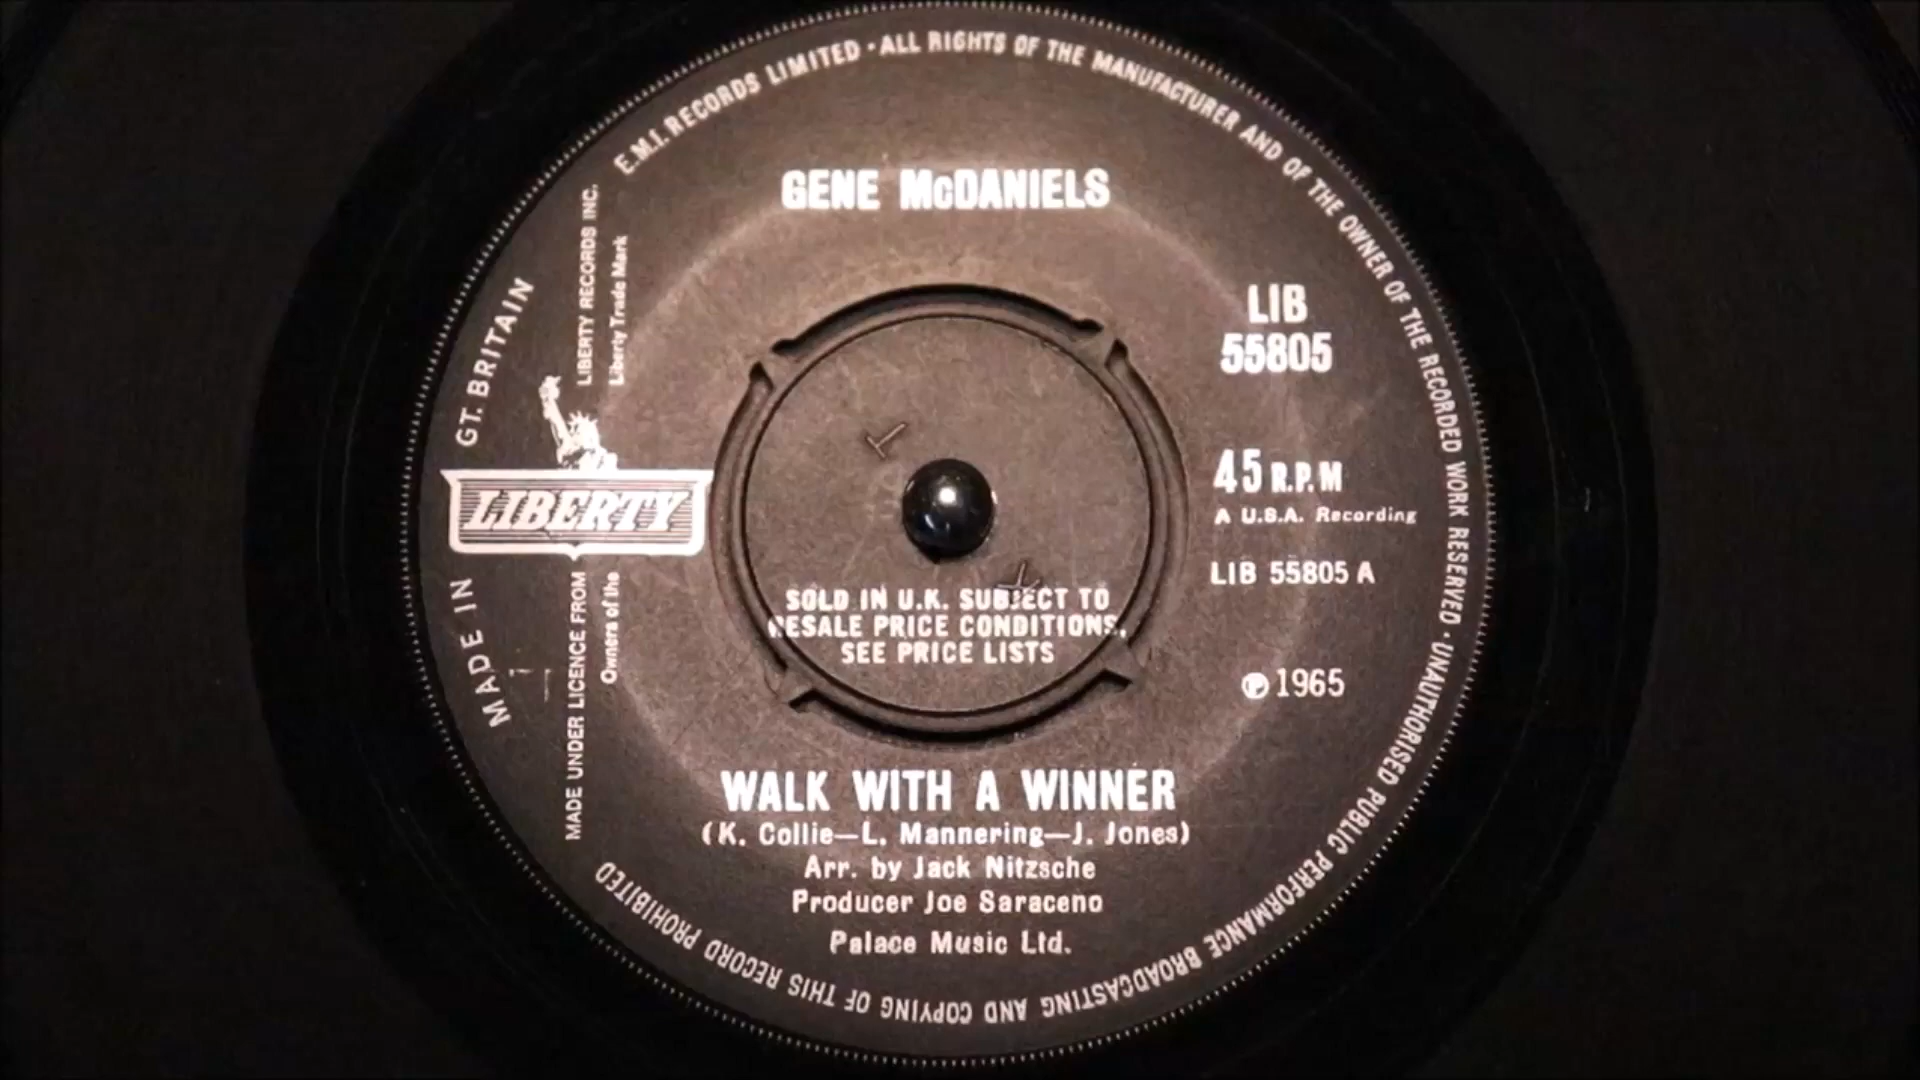 E.M.I. RECORDS LIMITED · ALL RIGHTS OF THE MANUFACTURER AND OF THE OWNER OF THE RECORDED WORK RESERVED · UNAUTHORISED PUBLIC PERFORMANCE BROADCASTING AND COPYING OF THIS RECORD PROHIBITED
MADE IN GT. BRITAIN
GENE McDANIELS
MADE UNDER LICENCE FROM LIBERTY RECORDS INC.
Owners of the Liberty Trade Mark
LIBERTY
LIB
55805
45 R.P.M
A U.S.A. Recording
LIB 55805 A
℗ 1965
SOLD IN U.K. SUBJECT TO
RESALE PRICE CONDITIONS,
SEE PRICE LISTS
WALK WITH A WINNER
(K. Collie—L. Mannering—J. Jones)
Arr. by Jack Nitzsche
Producer Joe Saraceno
Palace Music Ltd.